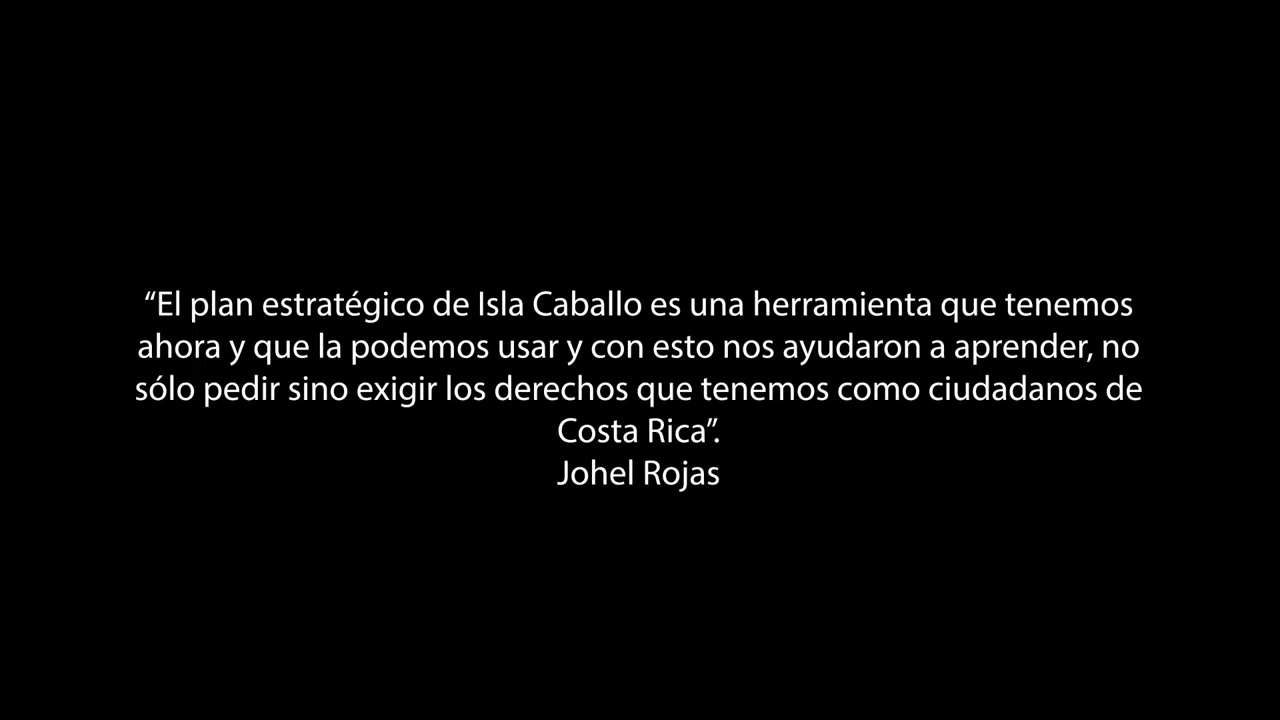 “El plan estratégico de Isla Caballo es una herramienta que tenemos
ahora y que la podemos usar y con esto nos ayudaron a aprender, no
sólo pedir sino exigir los derechos que tenemos como ciudadanos de
Costa Rica”.
Johel Rojas